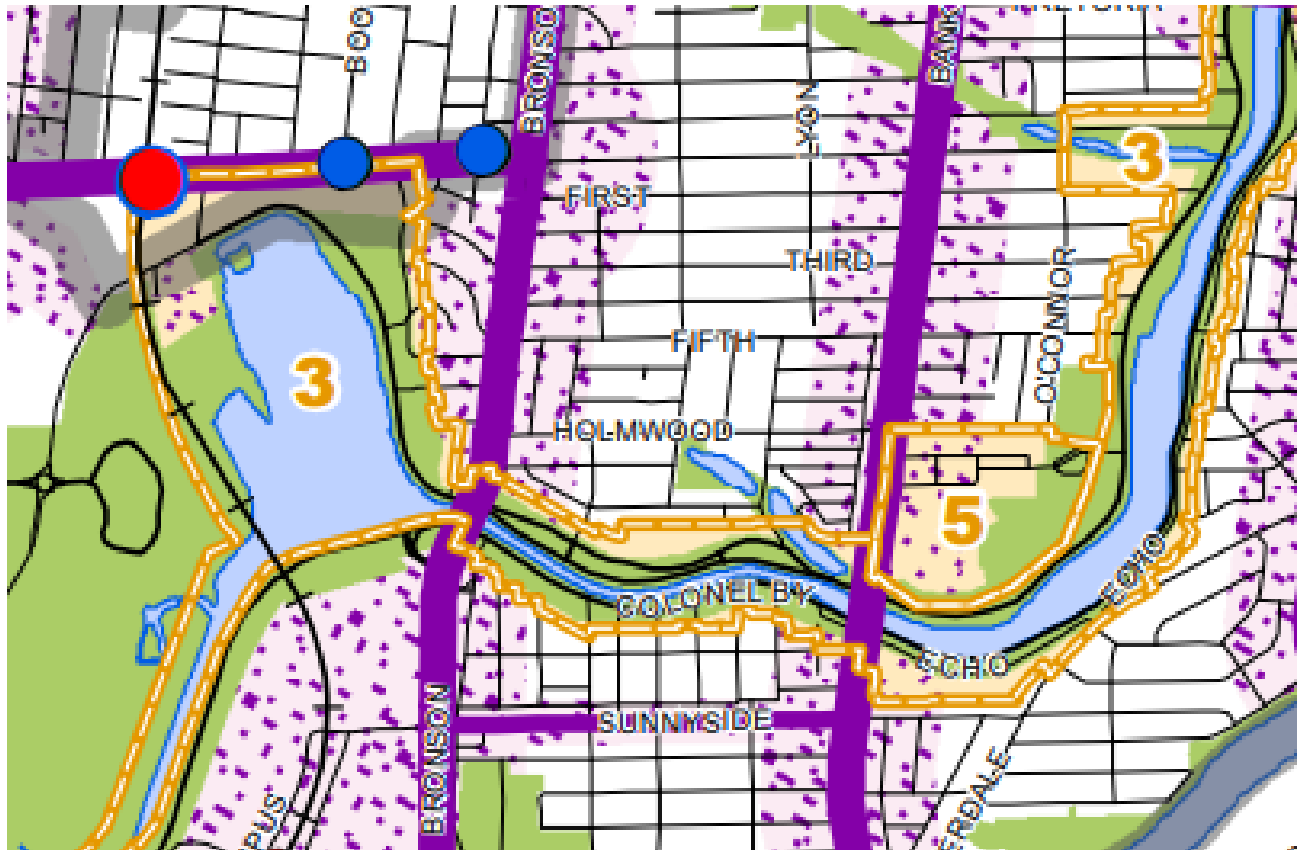 BRONSO
BANK
BOO
LYON
3
FIRST
THIRD
O'CONNOR
FIFTH
3
HOLMWOOD
5
COLONEL BY
ECHO
ECHO
BRONSON
SUNNYSIDE
ERDALE
PUS